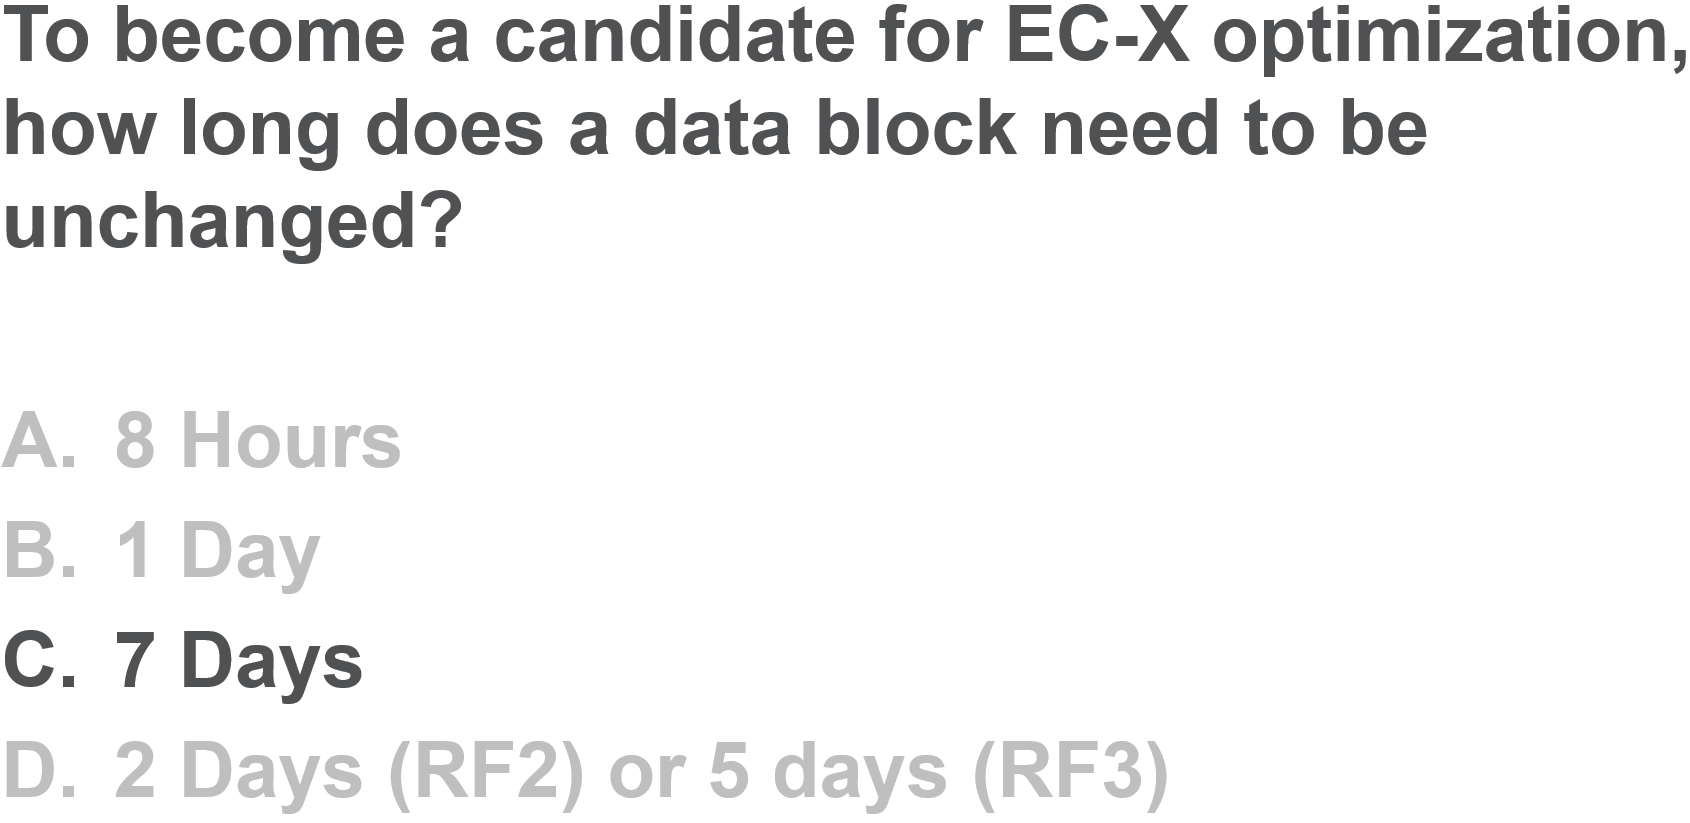 To become a candidate for EC-X optimization,
how long does a data block need to be
unchanged?
A. 8 Hours
B. 1 Day
C. 7 Days
D. 2 Days (RF2) or 5 days (RF3)